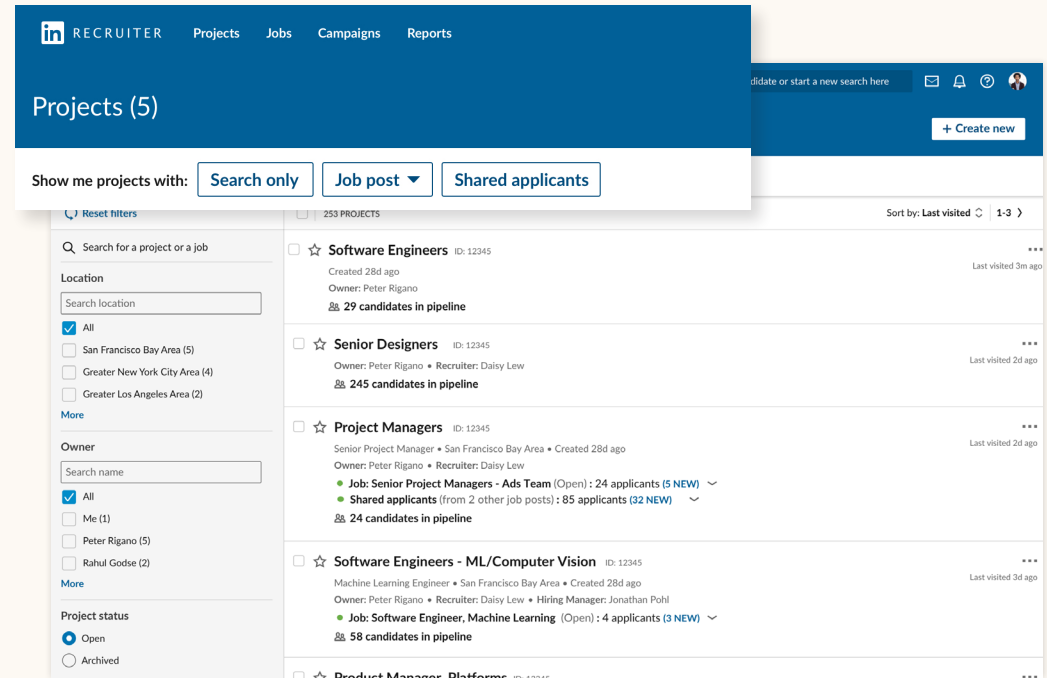 in RECRUITER Projects Jobs Campaigns Reports
Projects (5)
didate or start a new search here
+ Create new
Show me projects with: Search only Job post Shared applicants
Reset filters
253 PROJECTS
Sort by: Last visited 1-3
Search for a project or a job
Location
Search location
All
San Francisco Bay Area (5)
Greater New York City Area (4)
Greater Los Angeles Area (2)
More
Owner
Search name
All
Me (1)
Peter Rigano (5)
Rahul Godse (2)
More
Project status
Open
Archived
Software Engineers ID: 12345
Last visited 3m ago
Created 28d ago
Owner: Peter Rigano
29 candidates in pipeline
Senior Designers ID: 12345
Last visited 2d ago
Owner: Peter Rigano • Recruiter: Daisy Lew
245 candidates in pipeline
Project Managers ID: 12345
Last visited 2d ago
Senior Project Manager • San Francisco Bay Area • Created 28d ago
Owner: Peter Rigano • Recruiter: Daisy Lew
Job: Senior Project Managers - Ads Team (Open) : 24 applicants (5 NEW)
Shared applicants (from 2 other job posts) : 85 applicants (32 NEW)
24 candidates in pipeline
Software Engineers - ML/Computer Vision ID: 12345
Last visited 3d ago
Machine Learning Engineer • San Francisco Bay Area • Created 28d ago
Owner: Peter Rigano • Recruiter: Daisy Lew • Hiring Manager: Jonathan Pohl
Job: Software Engineer, Machine Learning (Open) : 4 applicants (3 NEW)
58 candidates in pipeline
Product Manager, Platforms ID: 12345